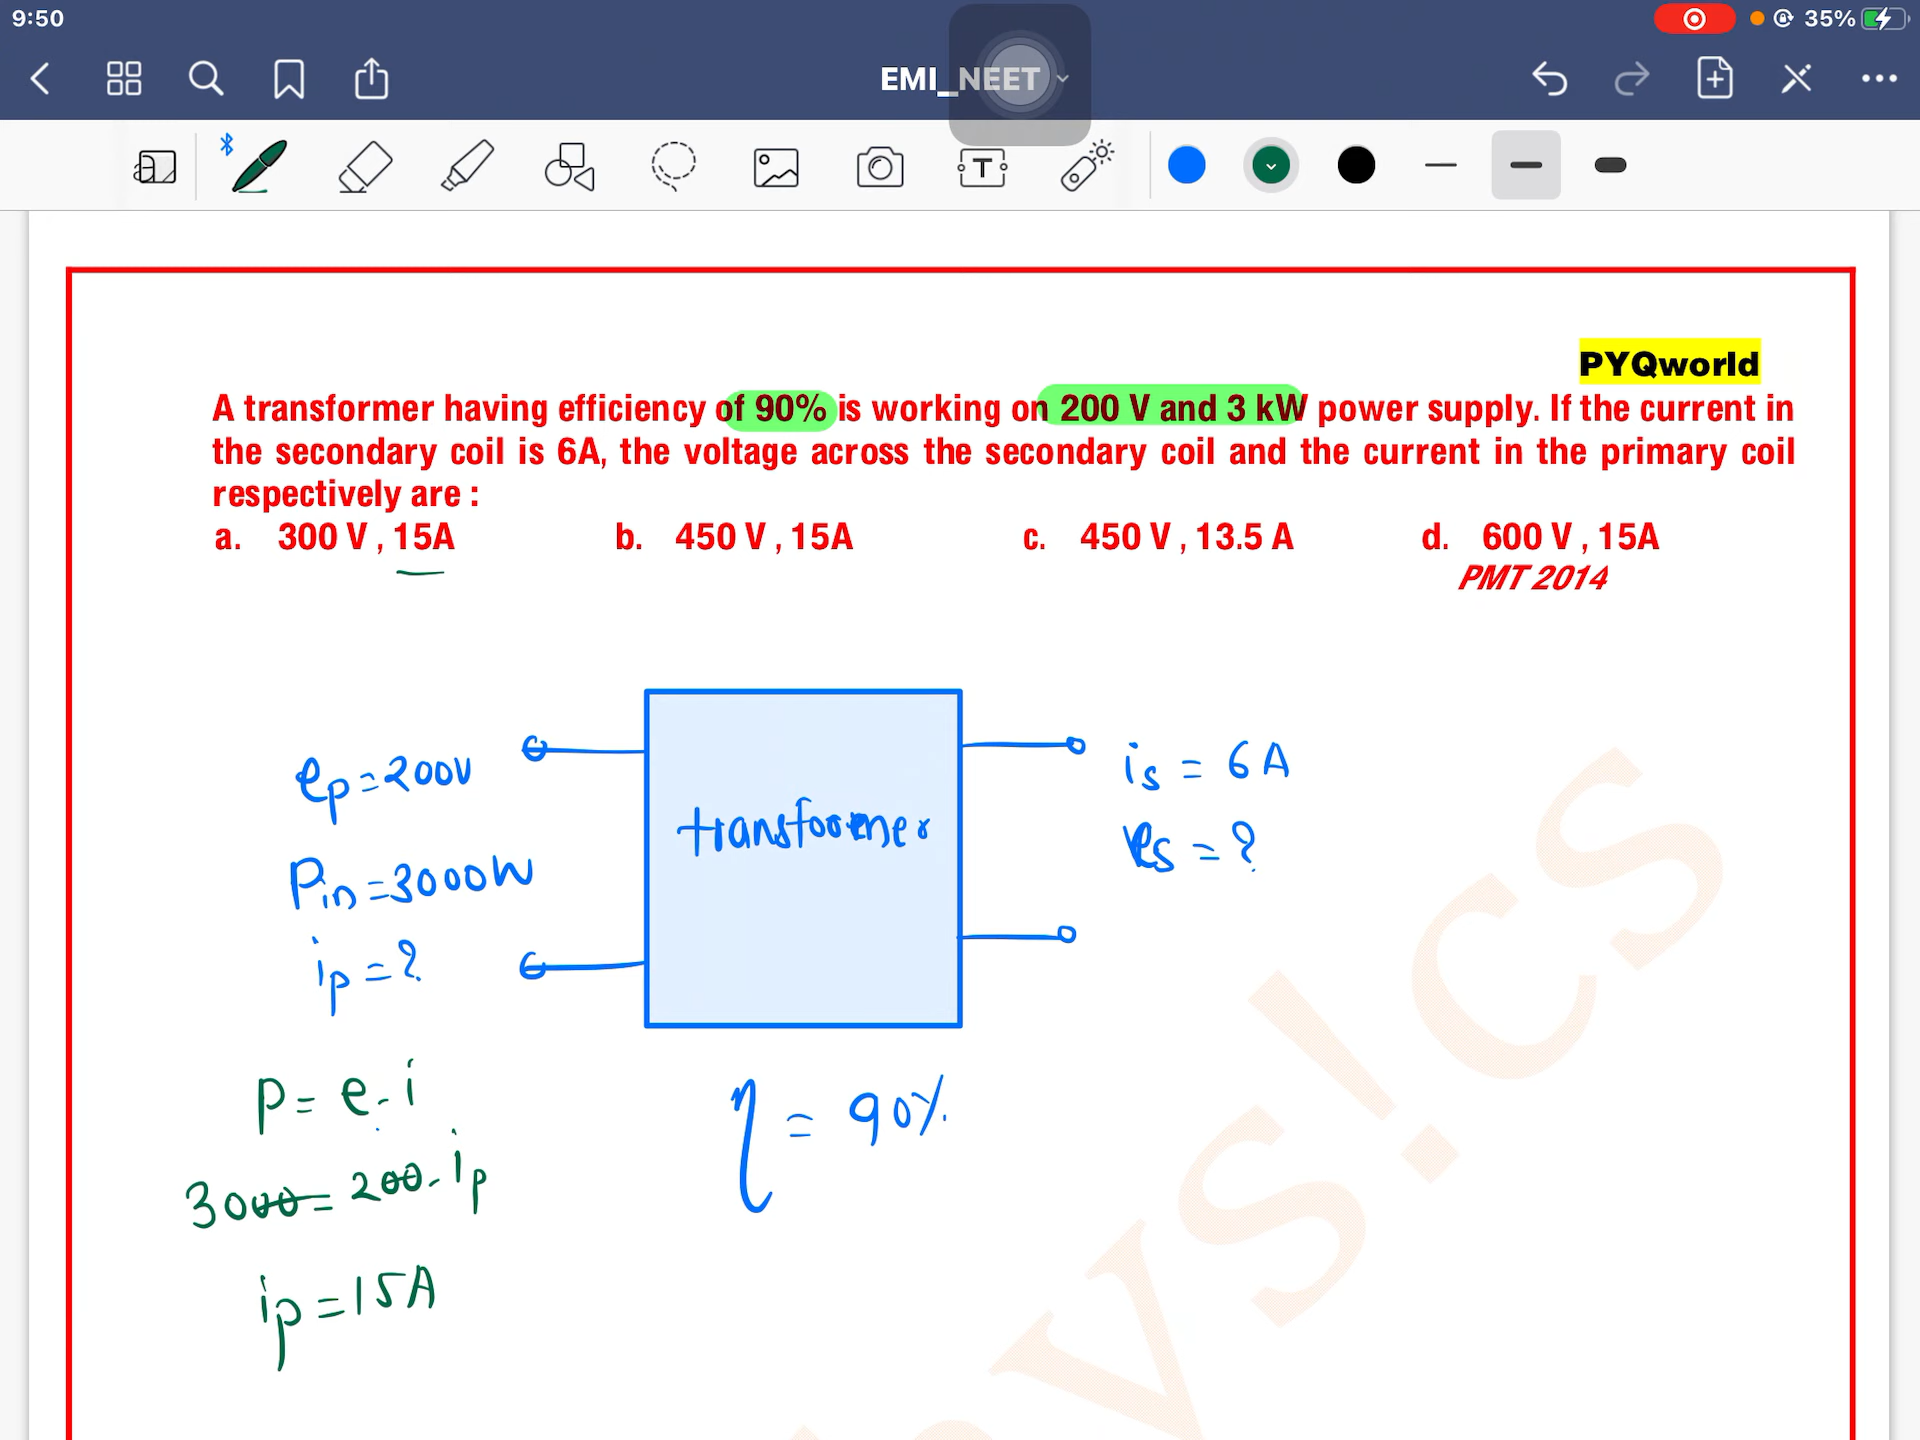 9:50
35%
EMI_NEET
T
PYQworld
A transformer having efficiency of 90% is working on 200 V and 3 kW power supply. If the current in
the secondary coil is 6A, the voltage across the secondary coil and the current in the primary coil
respectively are :
a. 300 V , 15A b. 450 V , 15A c. 450 V , 13.5 A d. 600 V , 15A
PMT 2014
ep = 200V
Pin = 3000W
ip = ?
transformer
is = 6A
es = ?
P = e. i
3000 = 200. ip
ip = 15A
η = 90%